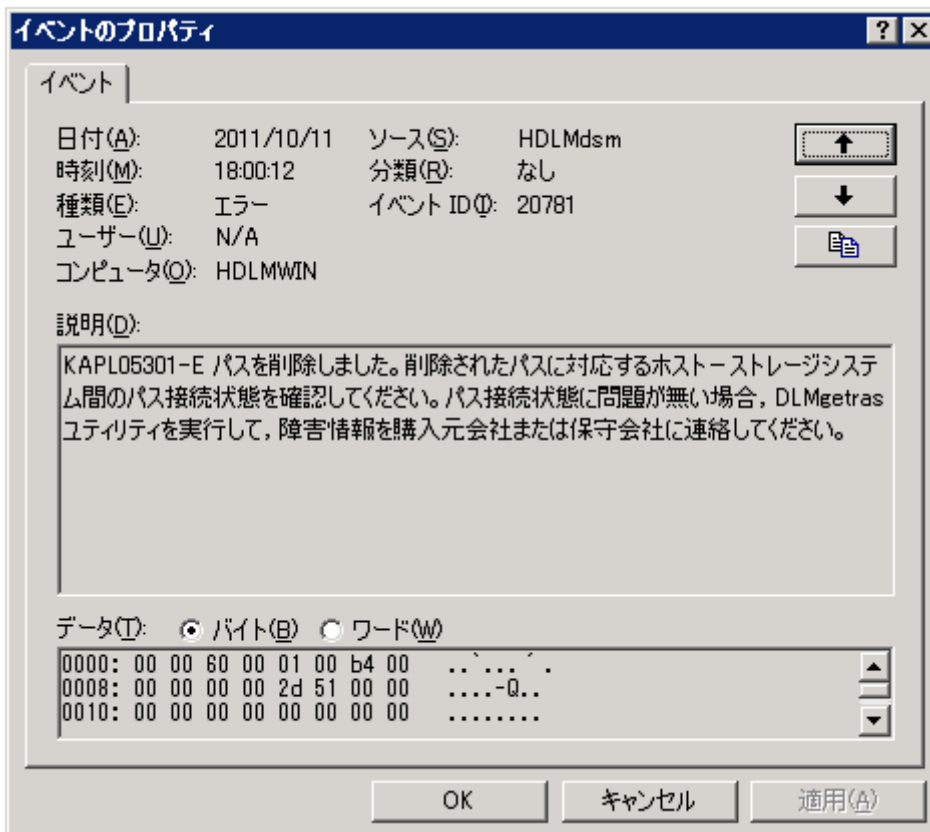 イベントのプロパティ
イベント
日付(A): 2011/10/11 ソース(S): HDLMdsm
時刻(M): 18:00:12 分類(R): なし
種類(E): エラー イベント ID(I): 20781
ユーザー(U): N/A
コンピュータ(O): HDLMWIN
説明(D):
KAPL05301-E パスを削除しました。削除されたパスに対応するホスト－ストレージシステ
ム間のパス接続状態を確認してください。パス接続状態に問題が無い場合，DLMgetras
ユティリティを実行して，障害情報を購入元会社または保守会社に連絡してください。
データ(T): バイト(B) ワード(W)
0000: 00 00 60 00 01 00 b4 00 ..`...´.
0008: 00 00 00 00 2d 51 00 00 ....-Q..
0010: 00 00 00 00 00 00 00 00 ........
OK キャンセル 適用(A)